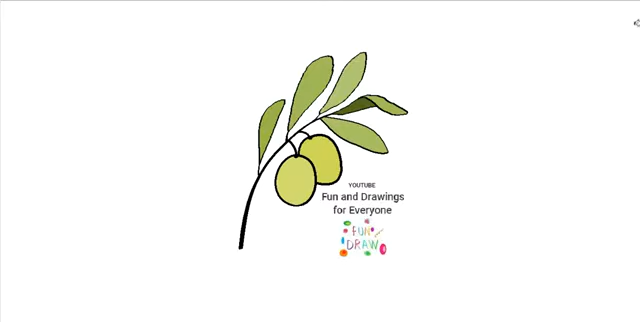 YOUTUBE
Fun and Drawings
for Everyone
FUN
DRAW